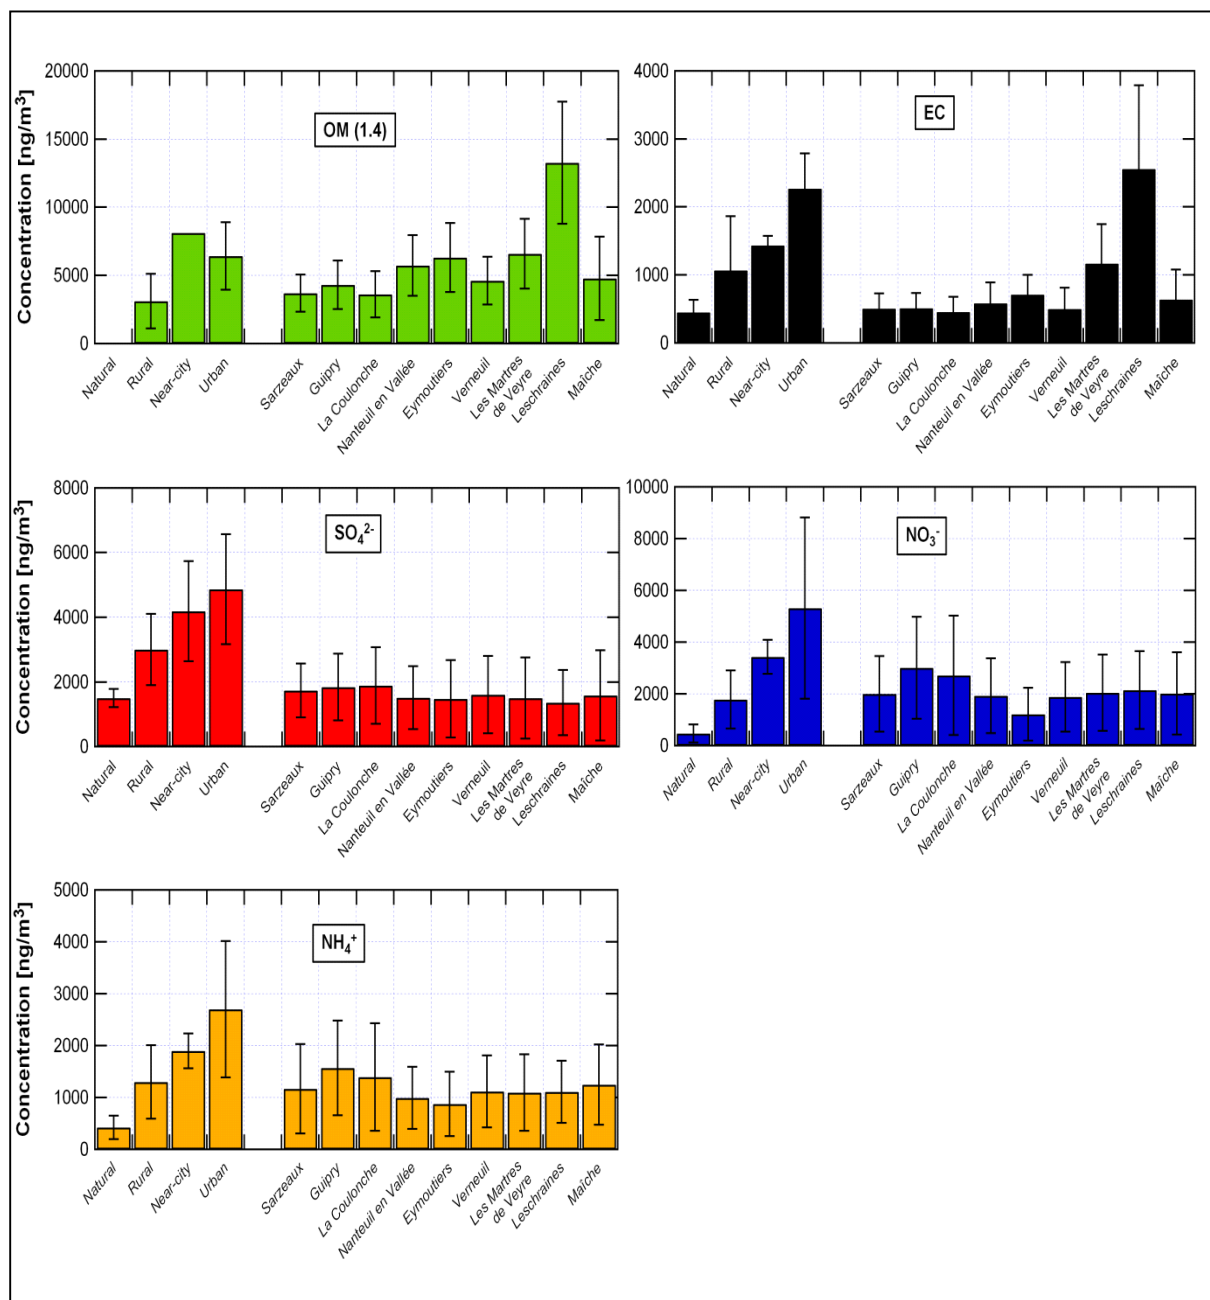 Concentration [ng/m³]
20000
15000
10000
5000
0
OM (1.4)
Natural
Rural
Near-city
Urban
Sarzeaux
Guipry
La Coulonche
Nanteuil en Vallée
Eymoutiers
Verneuil
Les Martres
de Veyre
Leschraines
Maîche
4000
3000
2000
1000
0
EC
Natural
Rural
Near-city
Urban
Sarzeaux
Guipry
La Coulonche
Nanteuil en Vallée
Eymoutiers
Verneuil
Les Martres
de Veyre
Leschraines
Maîche
Concentration [ng/m³]
8000
6000
4000
2000
0
SO₄²⁻
Natural
Rural
Near-city
Urban
Sarzeaux
Guipry
La Coulonche
Nanteuil en Vallée
Eymoutiers
Verneuil
Les Martres
de Veyre
Leschraines
Maîche
10000
8000
6000
4000
2000
0
NO₃⁻
Natural
Rural
Near-city
Urban
Sarzeaux
Guipry
La Coulonche
Nanteuil en Vallée
Eymoutiers
Verneuil
Les Martres
de Veyre
Leschraines
Maîche
Concentration [ng/m³]
5000
4000
3000
2000
1000
0
NH₄⁺
Natural
Rural
Near-city
Urban
Sarzeaux
Guipry
La Coulonche
Nanteuil en Vallée
Eymoutiers
Verneuil
Les Martres
de Veyre
Leschraines
Maîche